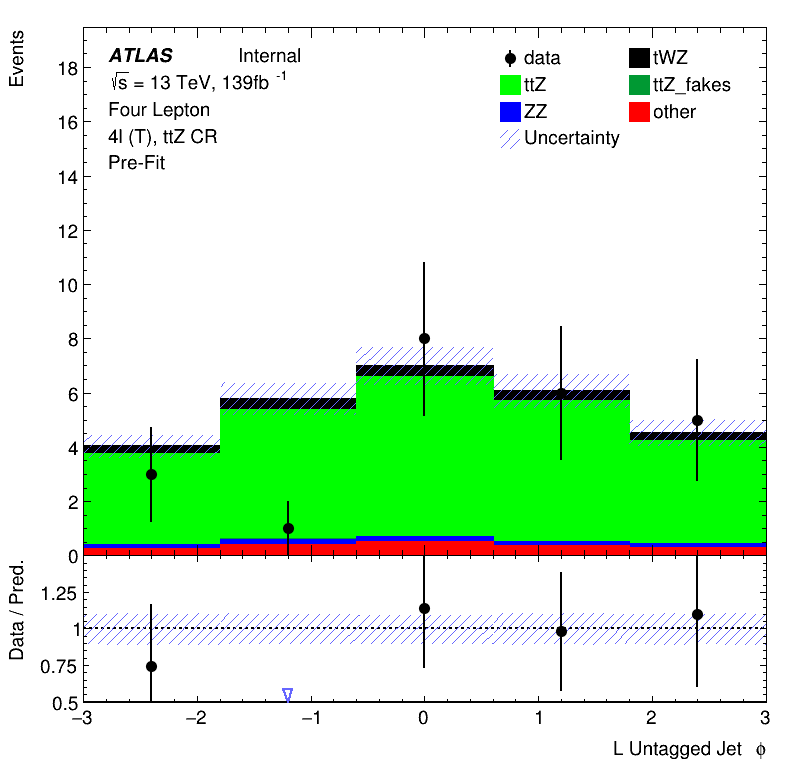 Events
ATLAS Internal
√s = 13 TeV, 139fb -1
Four Lepton
4l (T), ttZ CR
Pre-Fit
data
tWZ
ttZ
ttZ_fakes
ZZ
other
Uncertainty
18
16
14
12
10
8
6
4
2
0
Data / Pred.
1.25
1
0.75
0.5
−3 −2 −1 0 1 2 3
L Untagged Jet ϕ